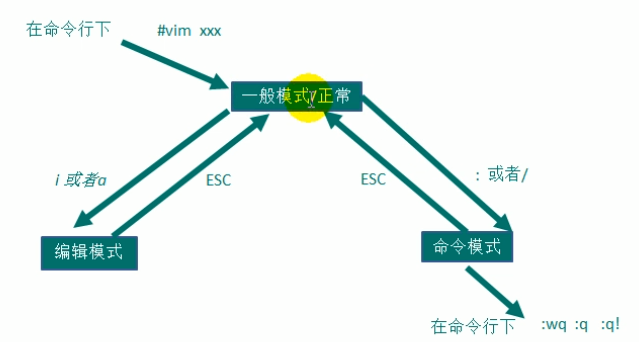 在命令行下 #vim xxx
一般模式/正常
i 或者a
ESC
ESC
: 或者/
编辑模式
命令模式
在命令行下 :wq :q :q!